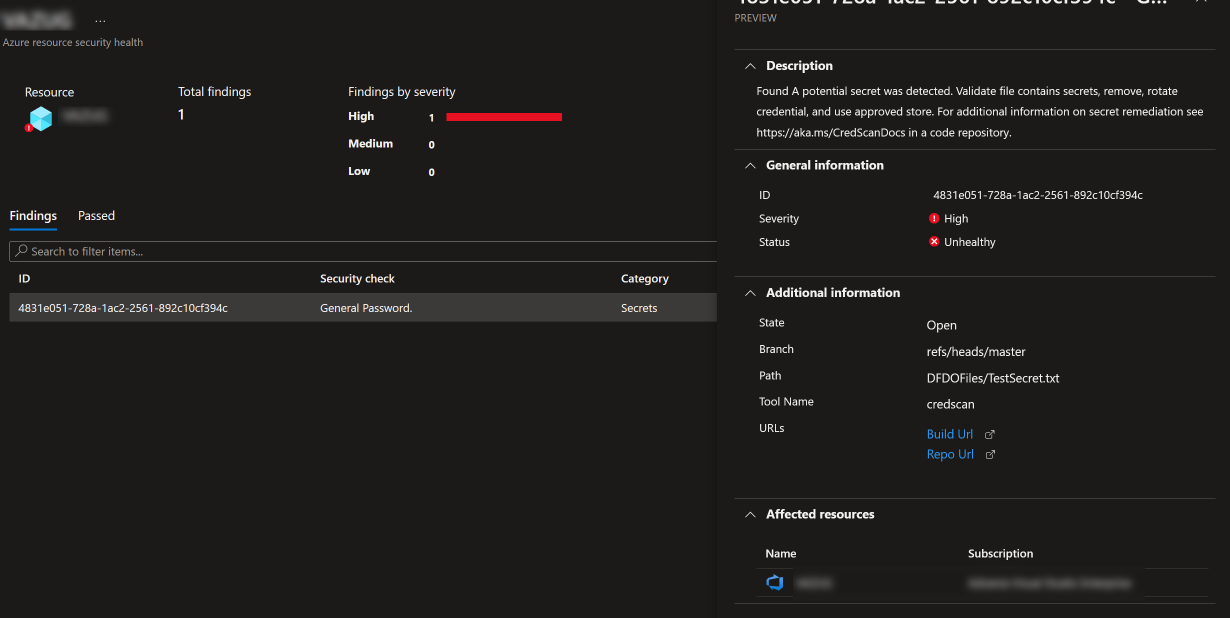 ...
Azure resource security health
Resource
Total findings
1
Findings by severity
High 1
Medium 0
Low 0
Findings Passed
Search to filter items...
ID Security check Category
4831e051-728a-1ac2-2561-892c10cf394c General Password. Secrets
PREVIEW
Description
Found A potential secret was detected. Validate file contains secrets, remove, rotate
credential, and use approved store. For additional information on secret remediation see
https://aka.ms/CredScanDocs in a code repository.
General information
ID 4831e051-728a-1ac2-2561-892c10cf394c
Severity High
Status Unhealthy
Additional information
State Open
Branch refs/heads/master
Path DFDOFiles/TestSecret.txt
Tool Name credscan
URLs Build Url
Repo Url
Affected resources
Name Subscription